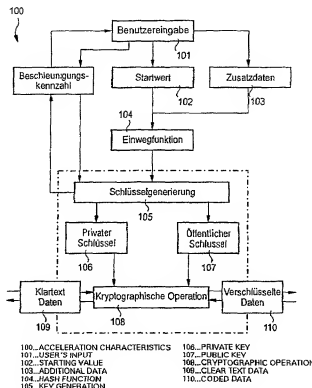 100
Benutzereingabe
101
Beschleunigungs-
kennzahl
Startwert
102
Zusatzdaten
103
104
Einwegfunktion
Schlüsselgenerierung
105
Privater
Schlüssel
106
Öffentlicher
Schlüssel
107
Klartext
Daten
109
Kryptographische Operation
108
Verschlüsselte
Daten
110
100...ACCELERATION CHARACTERISTICS
101...USER'S INPUT
102...STARTING VALUE
103...ADDITIONAL DATA
104...HASH FUNCTION
105...KEY GENERATION
106...PRIVATE KEY
107...PUBLIC KEY
108...CRYPTOGRAPHIC OPERATION
109...CLEAR TEXT DATA
110...CODED DATA